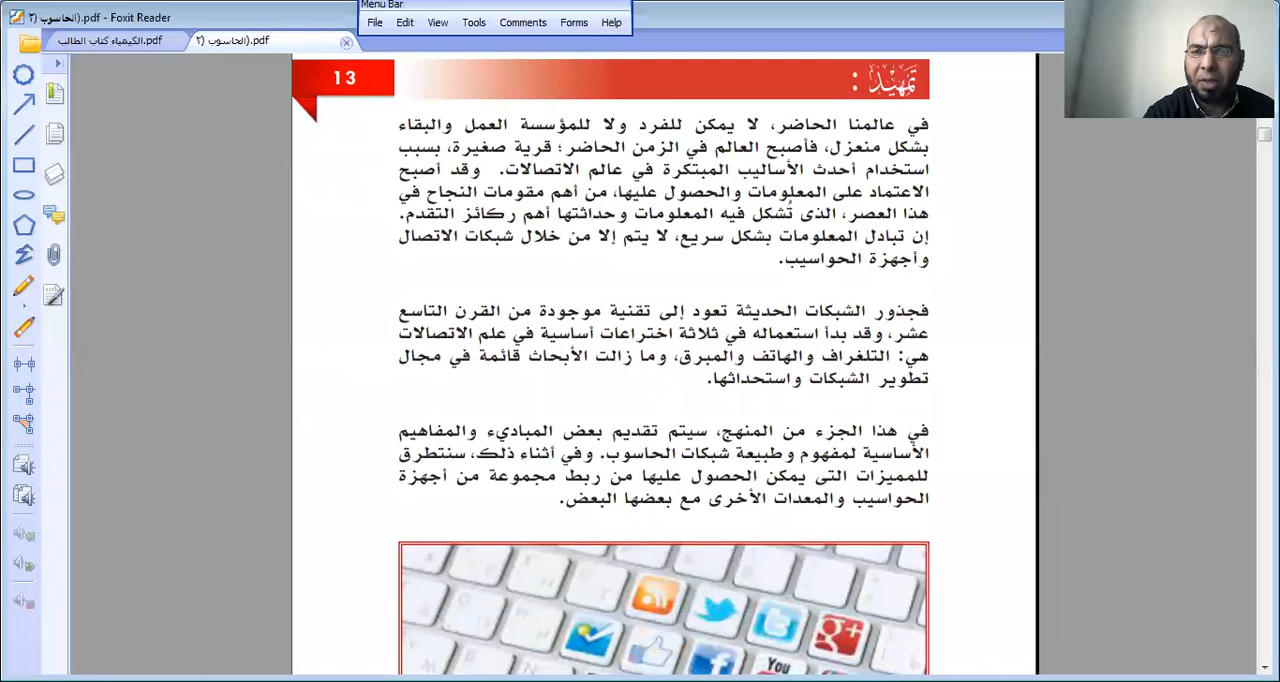 (الحاسوب (٢.pdf - Foxit Reader
Menu Bar
File Edit View Tools Comments Forms Help
الكيمياء كتاب الطالب.pdf
(الحاسوب (٢.pdf
13
تمهيد :
في عالمنا الحاضر، لا يمكن للفرد ولا للمؤسسة العمل والبقاء
بشكل منعزل، فأصبح العالم في الزمن الحاضر؛ قرية صغيرة، بسبب
استخدام أحدث الأساليب المبتكرة في عالم الاتصالات. وقد أصبح
الاعتماد على المعلومات والحصول عليها، من أهم مقومات النجاح في
هذا العصر، الذى تُشكل فيه المعلومات وحداثتها أهم ركائز التقدم.
إن تبادل المعلومات بشكل سريع، لا يتم إلا من خلال شبكات الاتصال
وأجهزة الحواسيب.
فجذور الشبكات الحديثة تعود إلى تقنية موجودة من القرن التاسع
عشر، وقد بدأ استعماله في ثلاثة اختراعات أساسية في علم الاتصالات
هي: التلغراف والهاتف والمبرق، وما زالت الأبحاث قائمة في مجال
تطوير الشبكات واستحداثها.
في هذا الجزء من المنهج، سيتم تقديم بعض المباديء والمفاهيم
الأساسية لمفهوم وطبيعة شبكات الحاسوب. وفي أثناء ذلك، سنتطرق
للمميزات التى يمكن الحصول عليها من ربط مجموعة من أجهزة
الحواسيب والمعدات الأخرى مع بعضها البعض.
You